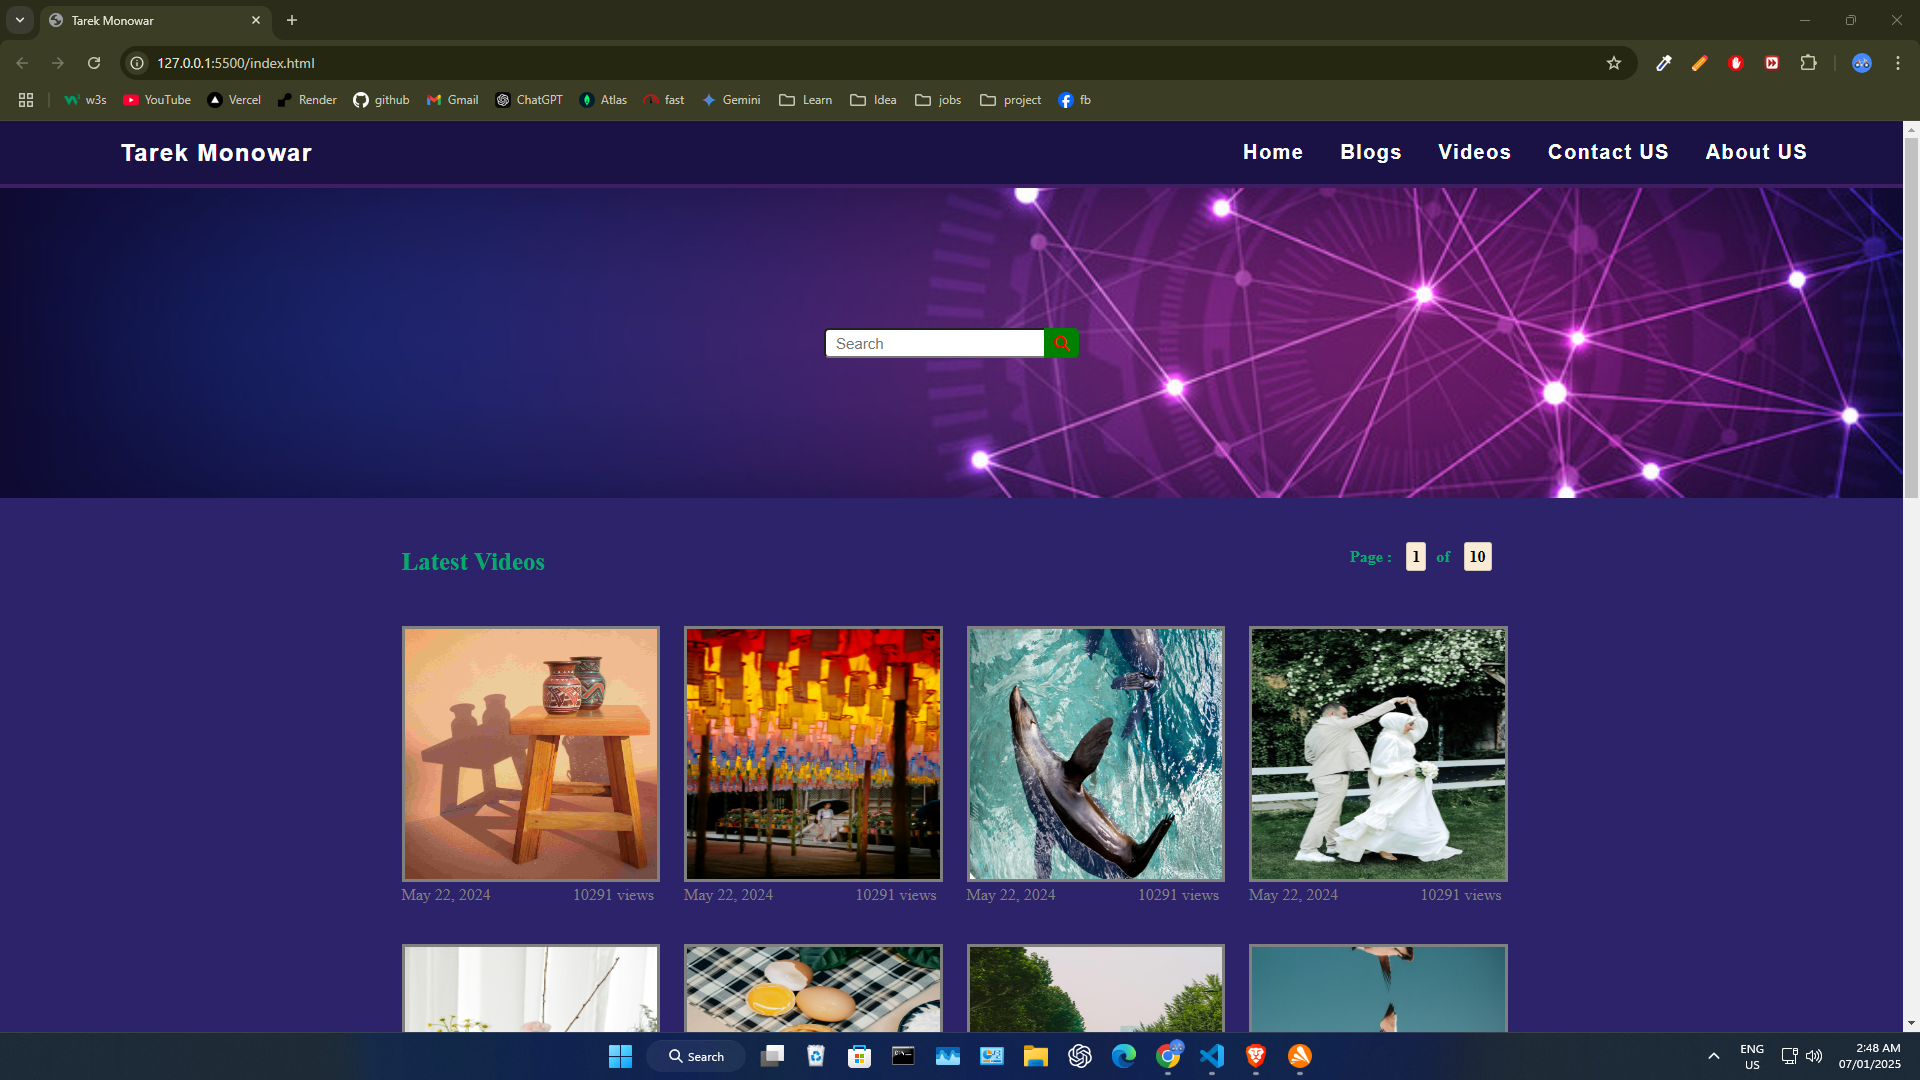 Tarek Monowar
127.0.0.1:5500/index.html
w3s YouTube Vercel Render github Gmail ChatGPT Atlas fast Gemini Learn Idea jobs project fb
Tarek Monowar Home Blogs Videos Contact US About US
Search
Latest Videos Page : 1 of 10
May 22, 2024 10291 views May 22, 2024 10291 views May 22, 2024 10291 views May 22, 2024 10291 views
Search
ENG
US
2:48 AM
07/01/2025